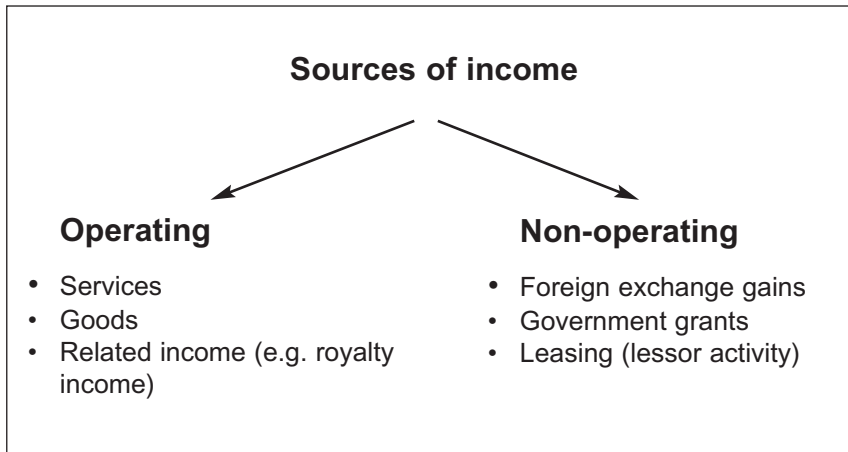 Sources of income
Operating
• Services
• Goods
• Related income (e.g. royalty
income)
Non-operating
• Foreign exchange gains
• Government grants
• Leasing (lessor activity)